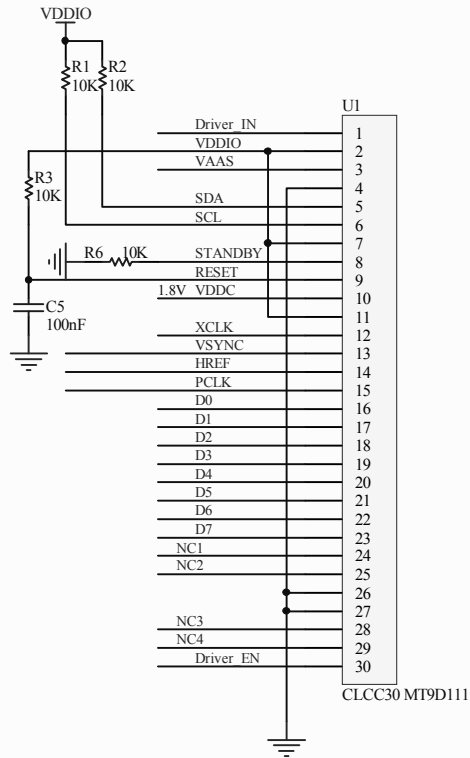 VDDIO
R1
10K
R2
10K
U1
Driver_IN 1
VDDIO 2
VAAS 3
4
R3
10K
SDA 5
SCL 6
7
R6 10K STANDBY 8
RESET 9
1.8V VDDC 10
C5
100nF
11
XCLK 12
VSYNC 13
HREF 14
PCLK 15
D0 16
D1 17
D2 18
D3 19
D4 20
D5 21
D6 22
D7 23
NC1 24
NC2 25
26
27
NC3 28
NC4 29
Driver_EN 30
CLCC30 MT9D111